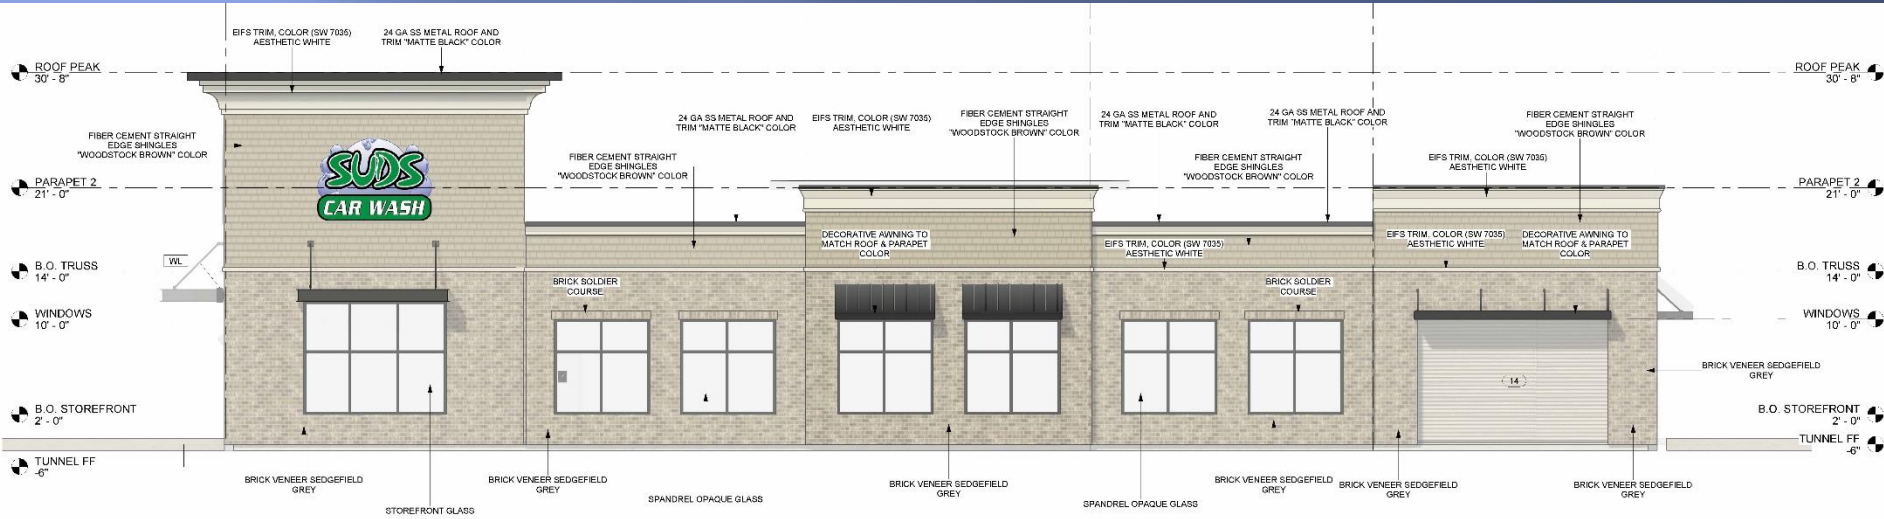 EIFS TRIM, COLOR (SW 7035)
AESTHETIC WHITE
24 GA SS METAL ROOF AND
TRIM "MATTE BLACK" COLOR
ROOF PEAK
30' - 8"
ROOF PEAK
30' - 8"
FIBER CEMENT STRAIGHT
EDGE SHINGLES
"WOODSTOCK BROWN" COLOR
24 GA SS METAL ROOF AND
TRIM "MATTE BLACK" COLOR
EIFS TRIM, COLOR (SW 7035)
AESTHETIC WHITE
FIBER CEMENT STRAIGHT
EDGE SHINGLES
"WOODSTOCK BROWN" COLOR
24 GA SS METAL ROOF AND
TRIM "MATTE BLACK" COLOR
24 GA SS METAL ROOF AND
TRIM "MATTE BLACK" COLOR
FIBER CEMENT STRAIGHT
EDGE SHINGLES
"WOODSTOCK BROWN" COLOR
FIBER CEMENT STRAIGHT
EDGE SHINGLES
"WOODSTOCK BROWN" COLOR
FIBER CEMENT STRAIGHT
EDGE SHINGLES
"WOODSTOCK BROWN" COLOR
EIFS TRIM, COLOR (SW 7035)
AESTHETIC WHITE
SUDS
CAR WASH
PARAPET 2
21' - 0"
PARAPET 2
21' - 0"
DECORATIVE AWNING TO
MATCH ROOF & PARAPET
COLOR
EIFS TRIM, COLOR (SW 7035)
AESTHETIC WHITE
EIFS TRIM, COLOR (SW 7035)
AESTHETIC WHITE
DECORATIVE AWNING TO
MATCH ROOF & PARAPET
COLOR
WL
B.O. TRUSS
14' - 0"
B.O. TRUSS
14' - 0"
BRICK SOLDIER
COURSE
BRICK SOLDIER
COURSE
WINDOWS
10' - 0"
WINDOWS
10' - 0"
14
BRICK VENEER SEDGEFIELD
GREY
B.O. STOREFRONT
2' - 0"
B.O. STOREFRONT
2' - 0"
TUNNEL FF
-6"
TUNNEL FF
-6"
BRICK VENEER SEDGEFIELD
GREY
STOREFRONT GLASS
BRICK VENEER SEDGEFIELD
GREY
SPANDREL OPAQUE GLASS
BRICK VENEER SEDGEFIELD
GREY
SPANDREL OPAQUE GLASS
BRICK VENEER SEDGEFIELD
GREY
BRICK VENEER SEDGEFIELD
GREY
BRICK VENEER SEDGEFIELD
GREY